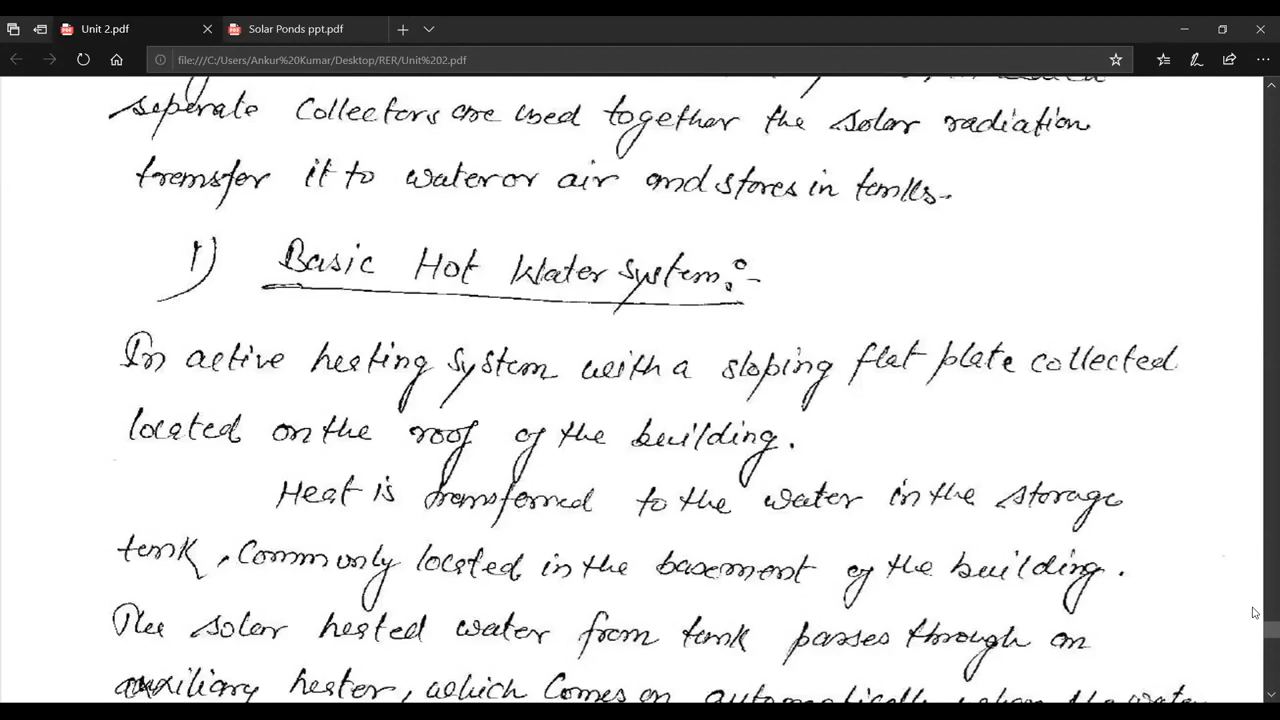 Unit 2.pdf
Solar Ponds ppt.pdf
file:///C:/Users/Ankur%20Kumar/Desktop/RER/Unit%202.pdf
seperate Collectors are used together the solar radiation
transfer it to water or air and stores in tanks.
1) Basic Hot Water system:-
In active heating system with a sloping flat plate collected
located on the roof of the building.
Heat is transferred to the water in the storage
tank, Commonly located in the basement of the building.
The solar heated water from tank passes through an
auxiliary heater, which Comes on automatically when the water